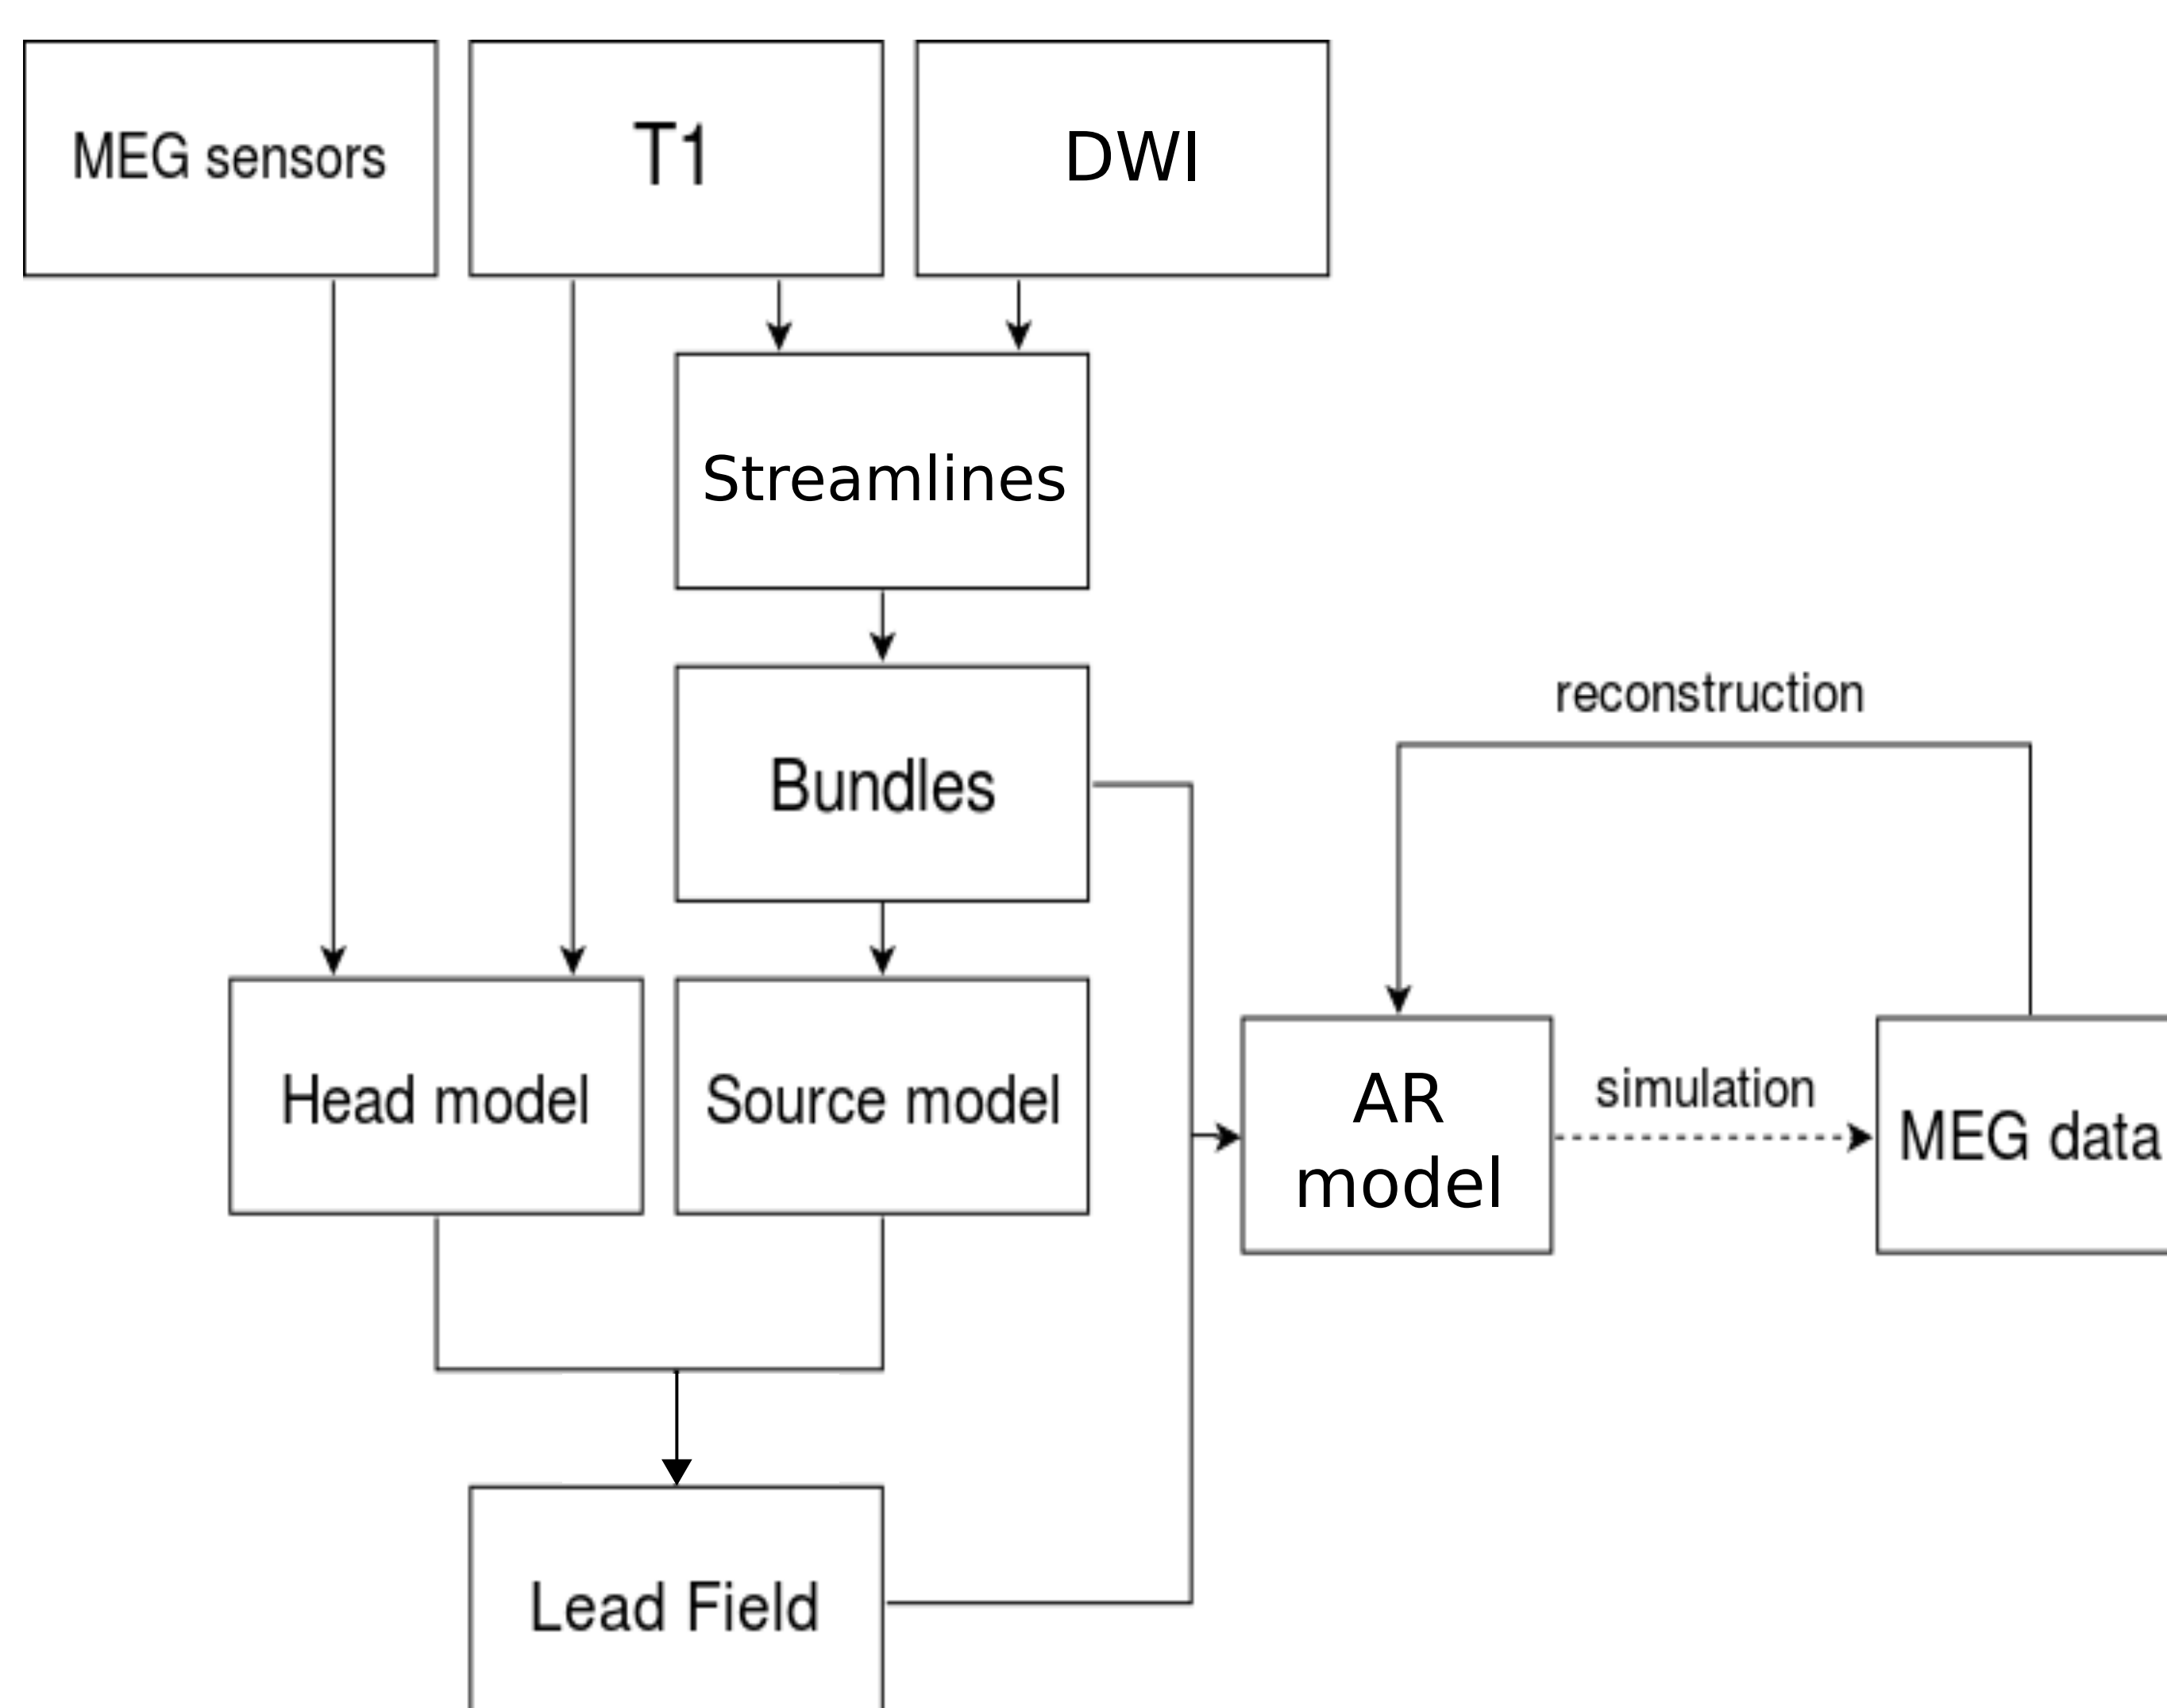 MEG sensors
T1
DWI
Streamlines
Bundles
reconstruction
Head model
Source model
AR
model
simulation
MEG data
Lead Field